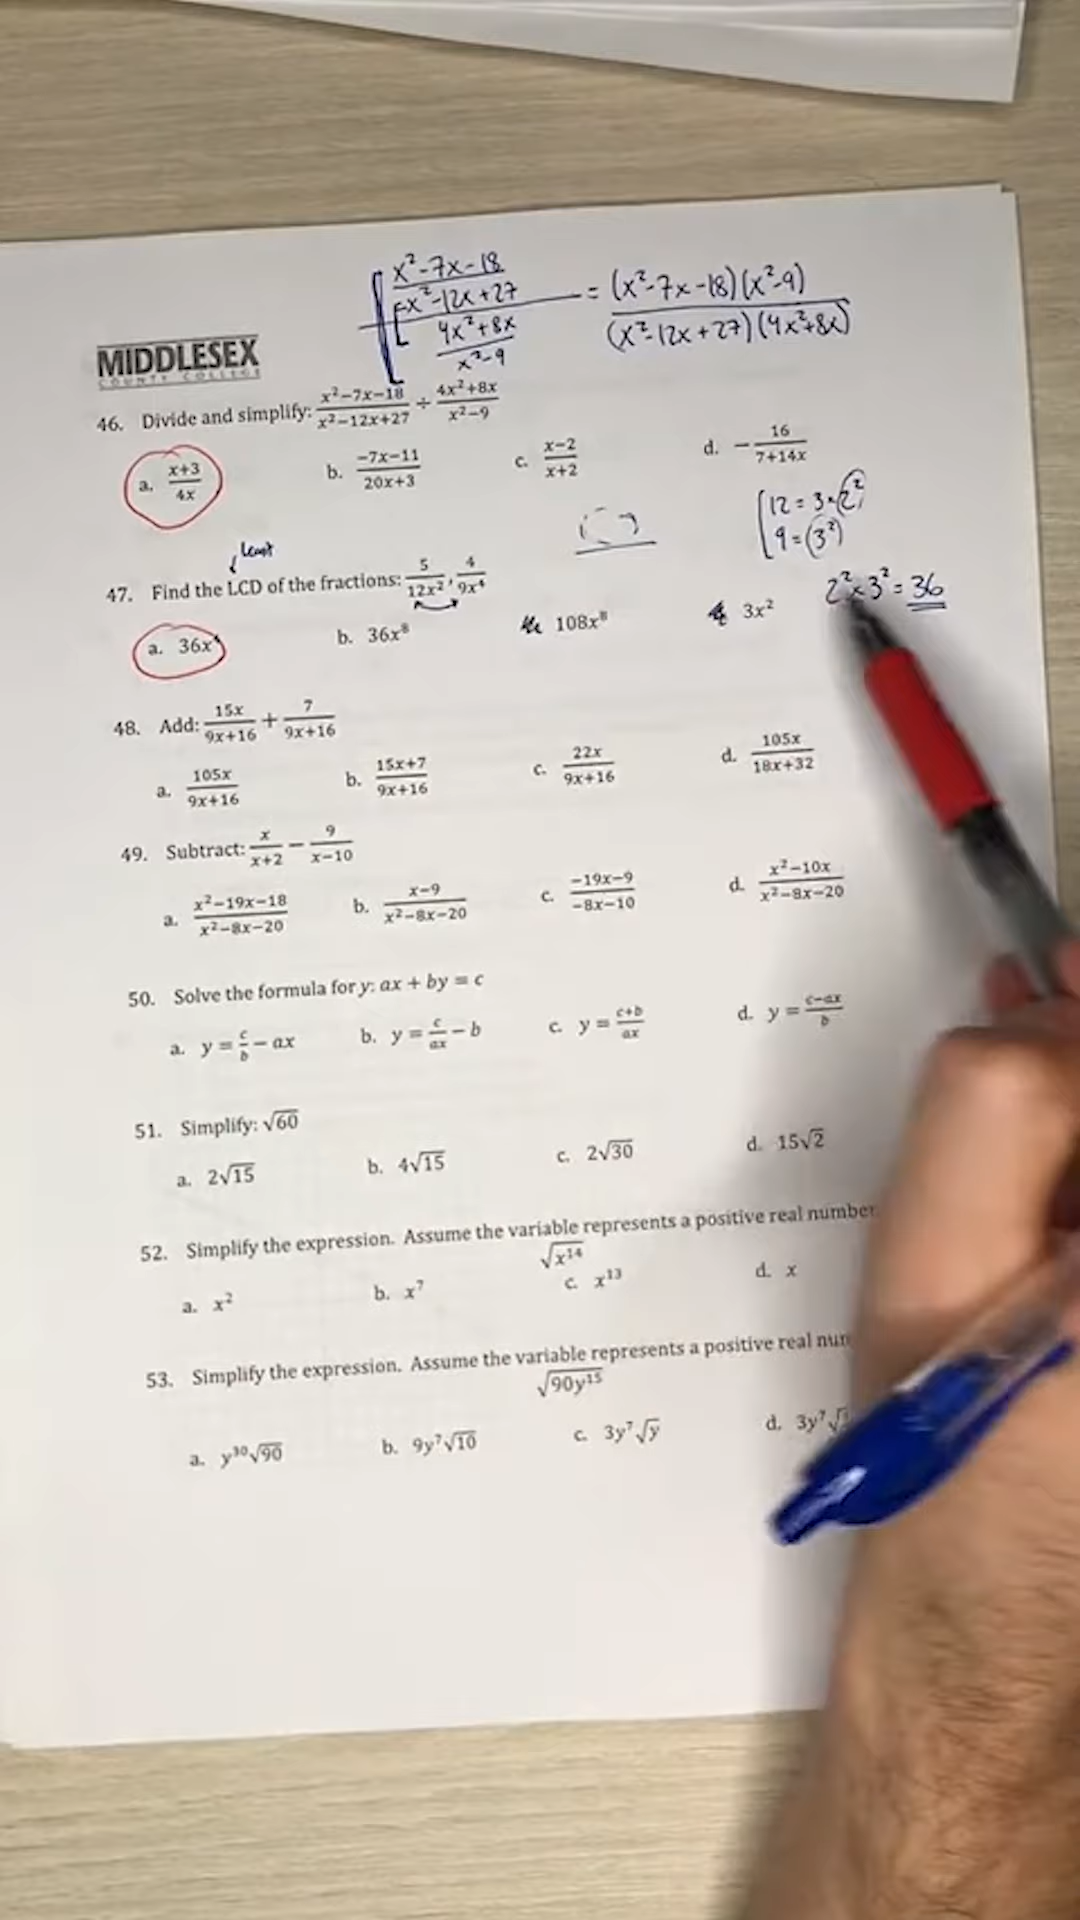 x²-7x-18
x²-12x+27
4x²+8x
x²-9
= (x²-7x-18)(x²-9)
(x²-12x+27)(4x²+8x)
MIDDLESEX
COUNTY COLLEGE
46. Divide and simplify: x²−7x−18/x²−12x+27 ÷ 4x²+8x/x²−9
a. x+3/4x b. −7x−11/20x+3 c. x−2/x+2 d. −16/7+14x
12 = 3·2²
9 = 3²
Least
47. Find the LCD of the fractions: 5/12x², 4/9x⁴
2² x 3² = 36
a. 36x⁴ b. 36x⁸ 108x⁸ 3x²
48. Add: 15x/9x+16 + 7/9x+16
a. 105x/9x+16 b. 15x+7/9x+16 c. 22x/9x+16 d. 105x/18x+32
49. Subtract: x/x+2 − 9/x−10
a. x²−19x−18/x²−8x−20 b. x−9/x²−8x−20 c. −19x−9/−8x−10 d. x²−10x/x²−8x−20
50. Solve the formula for y: ax + by = c
a. y = c/b − ax b. y = c/ax − b c. y = c+b/ax d. y = c−ax/b
51. Simplify: √60
a. 2√15 b. 4√15 c. 2√30 d. 15√2
52. Simplify the expression. Assume the variable represents a positive real number.
√x¹⁴
a. x² b. x⁷ c. x¹³ d. x
53. Simplify the expression. Assume the variable represents a positive real
√90y¹⁵
a. y³⁰√90 b. 9y⁷√10 c. 3y⁷√y d. 3y⁷√